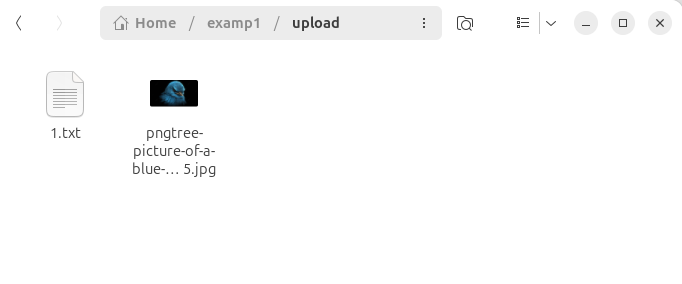 Home / examp1 / upload
1.txt
pngtree-
picture-of-a-
blue-… 5.jpg